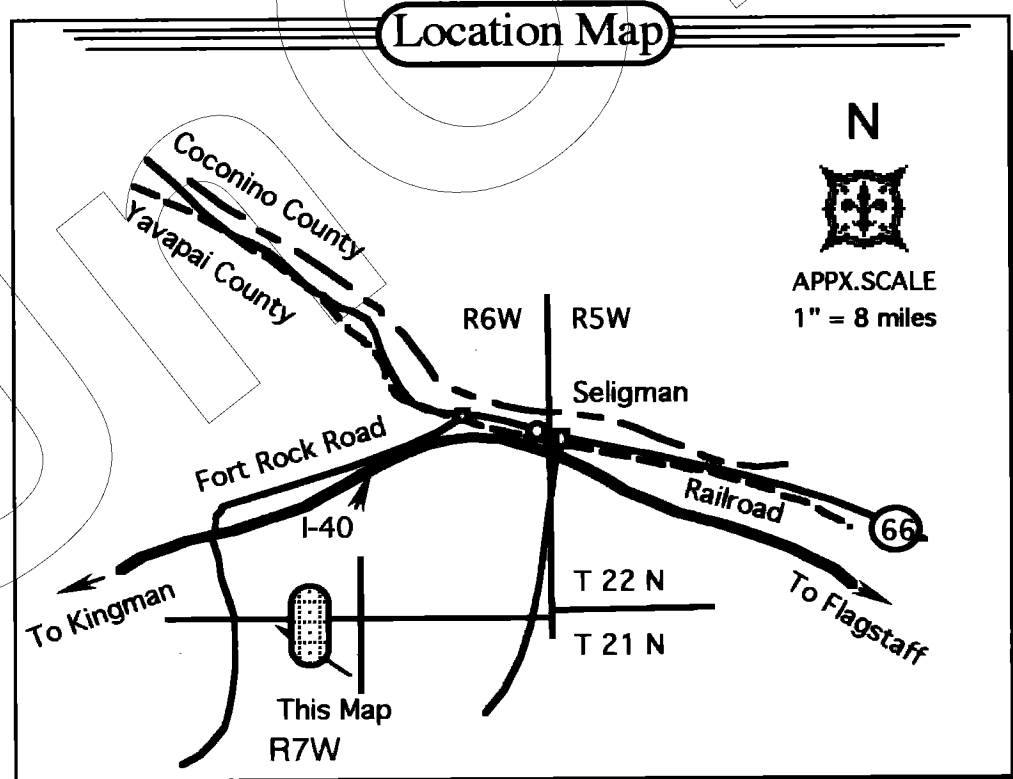 Location Map
N
Coconino County
Yavapai County
APPX.SCALE
1" = 8 miles
R6W R5W
Seligman
Fort Rock Road
Railroad
I-40
66
To Kingman
T 22 N
To Flagstaff
T 21 N
This Map
R7W